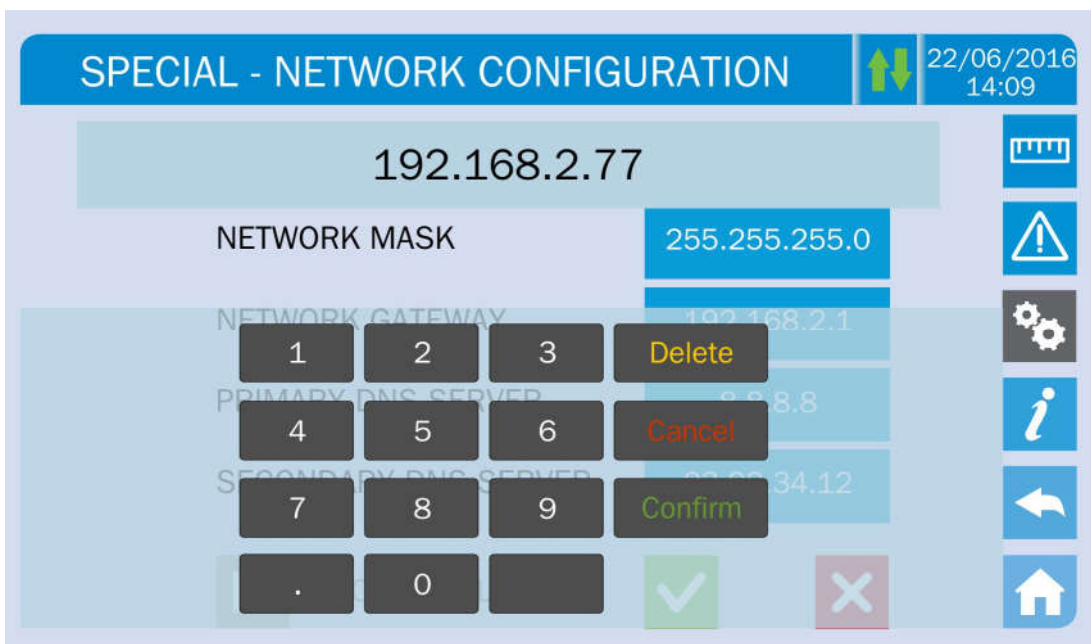 SPECIAL - NETWORK CONFIGURATION
22/06/2016
14:09
192.168.2.77
NETWORK MASK 255.255.255.0
NETWORK GATEWAY 192.168.2.1
1 2 3 Delete
PRIMARY DNS SERVER 8.8.8.8
4 5 6 Cancel
SECONDARY DNS SERVER 34.12
7 8 9 Confirm
. 0